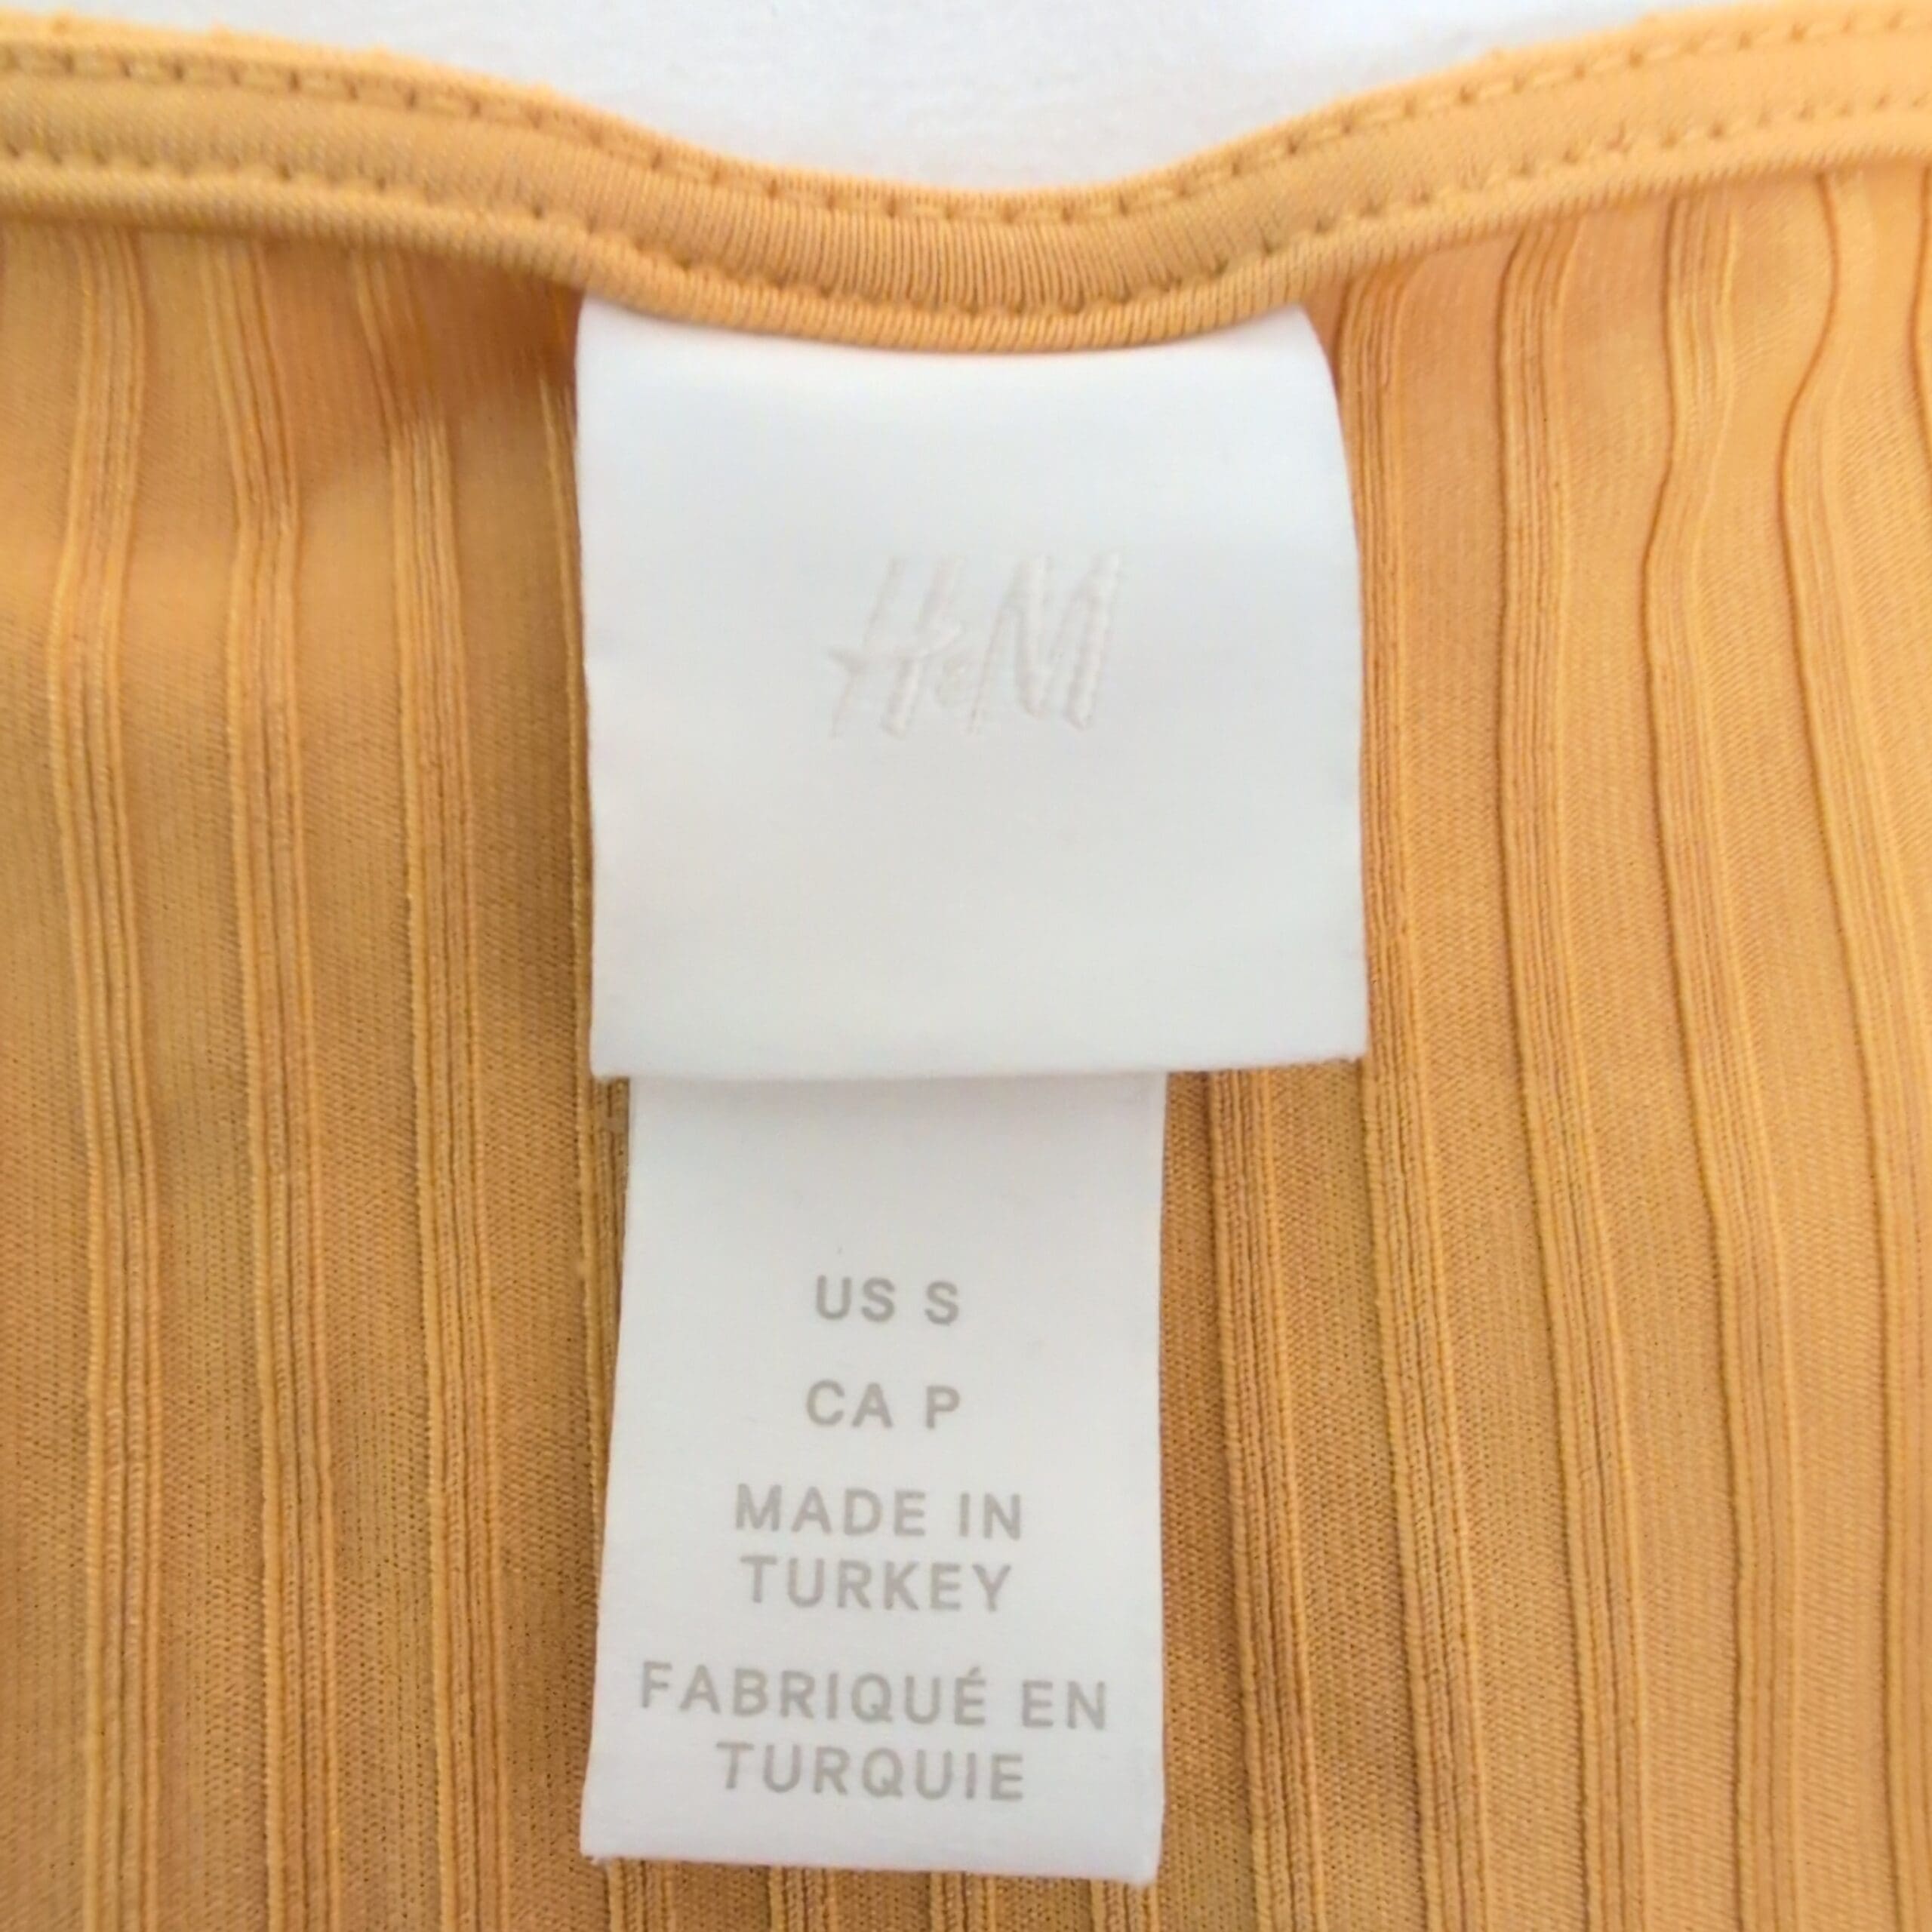 H&M
US S
CA P
MADE IN
TURKEY
FABRIQUÉ EN
TURQUIE